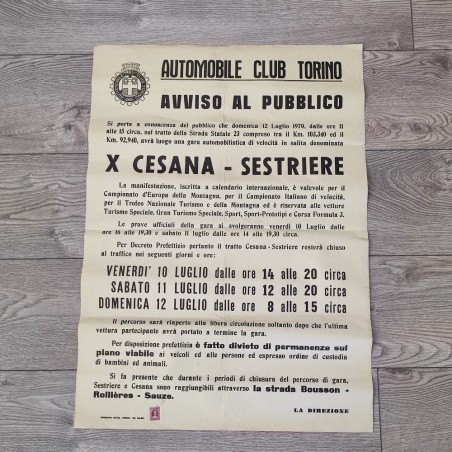 AUTOMOBILE CLUB TORINO
AVVISO AL PUBBLICO
Si porta a conoscenza del pubblico che domenica 12 Luglio 1970, dalle ore 11
alle 15 circa, sul tratto della Strada Statale 23 compreso tra il Km. 103,340 ed il
Km. 92,940, avrà luogo una gara automobilistica di velocità in salita denominata
X CESANA - SESTRIERE
La manifestazione, iscritta a calendario internazionale, è valevole per il
Campionato d'Europa della Montagna, per il Campionato Italiano di velocità,
per il Trofeo Nazionale Turismo e della Montagna ed è riservata alle vetture
Turismo Speciale, Gran Turismo Speciale, Sport, Sport-Prototipi e Corsa Formula 3.
Le prove ufficiali della gara si svolgeranno venerdì 10 Luglio dalle
ore 16 alle 19,30 e sabato 11 luglio dalle ore 14 alle 19,30 circa.
Per Decreto Prefettizio pertanto il tratto Cesana - Sestriere resterà chiuso
al traffico nei seguenti giorni e ore:
VENERDI' 10 LUGLIO dalle ore 14 alle 20 circa
SABATO 11 LUGLIO dalle ore 12 alle 20 circa
DOMENICA 12 LUGLIO dalle ore 8 alle 15 circa
Il percorso sarà riaperto alla libera circolazione soltanto dopo che l'ultima
vettura partecipante avrà portato a termine la gara.
Per disposizione prefettizia è fatto divieto di permanenza sul
piano viabile ai veicoli ed alle persone ed espresso ordine di custodia
di bambini ed animali.
Si fa presente che durante i periodi di chiusura del percorso di gara,
Sestriere e Cesana sono raggiungibili attraverso la strada Bousson -
Rollières - Sauze.
LA DIREZIONE